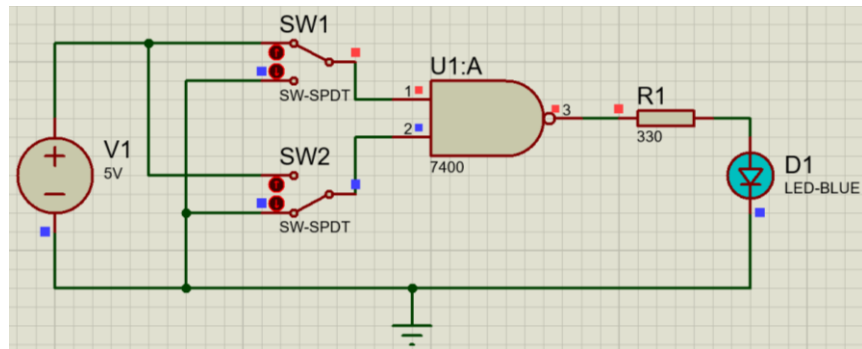 SW1
SW-SPDT
U1:A
1
2
3
7400
R1
330
V1
5V
SW2
SW-SPDT
D1
LED-BLUE